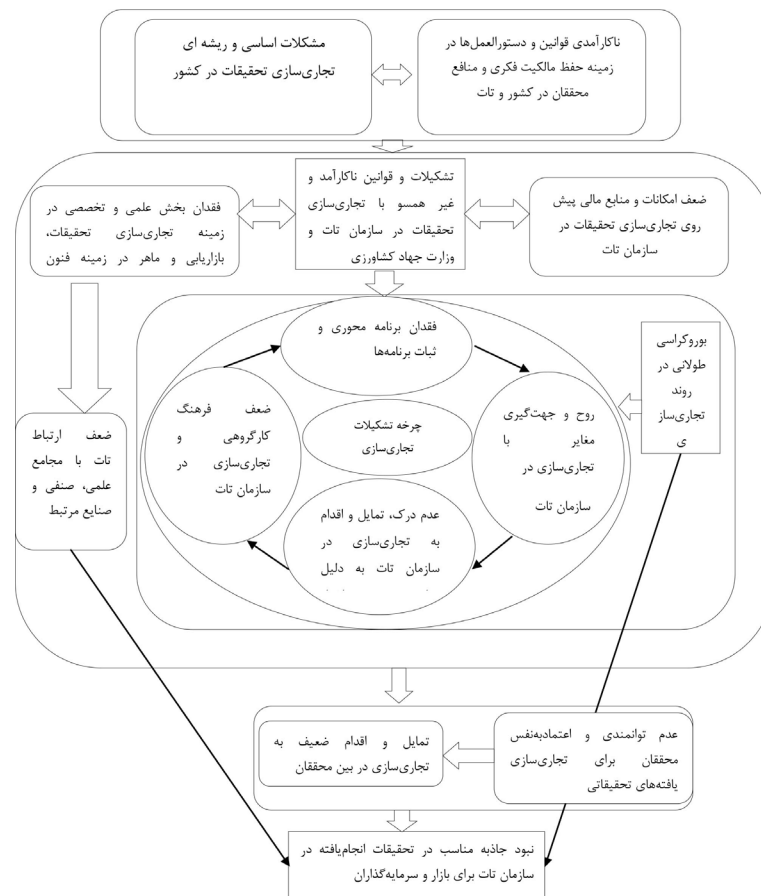 مشکلات اساسی و ریشه ای
تجاری‌سازی تحقیقات در کشور
ناکارآمدی قوانین و دستورالعمل‌ها در
زمینه حفظ مالکیت فکری و منافع
محققان در کشور و تات
تشکیلات و قوانین ناکارآمد و
غیر همسو با تجاری‌سازی
تحقیقات در سازمان تات و
وزارت جهاد کشاورزی
ضعف امکانات و منابع مالی پیش
روی تجاری‌سازی تحقیقات در
سازمان تات
فقدان بخش علمی و تخصصی در
زمینه تجاری‌سازی تحقیقات،
بازاریابی و ماهر در زمینه فنون
فقدان برنامه محوری و
ثبات برنامه‌ها
بوروکراسی
طولانی در
روند
تجاری‌ساز
ی
روح و جهت‌گیری
مغایر با
تجاری‌سازی در
سازمان تات
چرخه تشکیلات
تجاری‌سازی
ضعف فرهنگ
کارگروهی و
تجاری‌سازی در
سازمان تات
عدم درک، تمایل و اقدام
به تجاری‌سازی در
سازمان تات به دلیل
ضعف ارتباط
تات با مجامع
علمی، صنفی و
صنایع مرتبط
عدم توانمندی و اعتمادبه‌نفس
محققان برای تجاری‌سازی
یافته‌های تحقیقاتی
تمایل و اقدام ضعیف به
تجاری‌سازی در بین محققان
نبود جاذبه مناسب در تحقیقات انجام‌یافته در
سازمان تات برای بازار و سرمایه‌گذاران